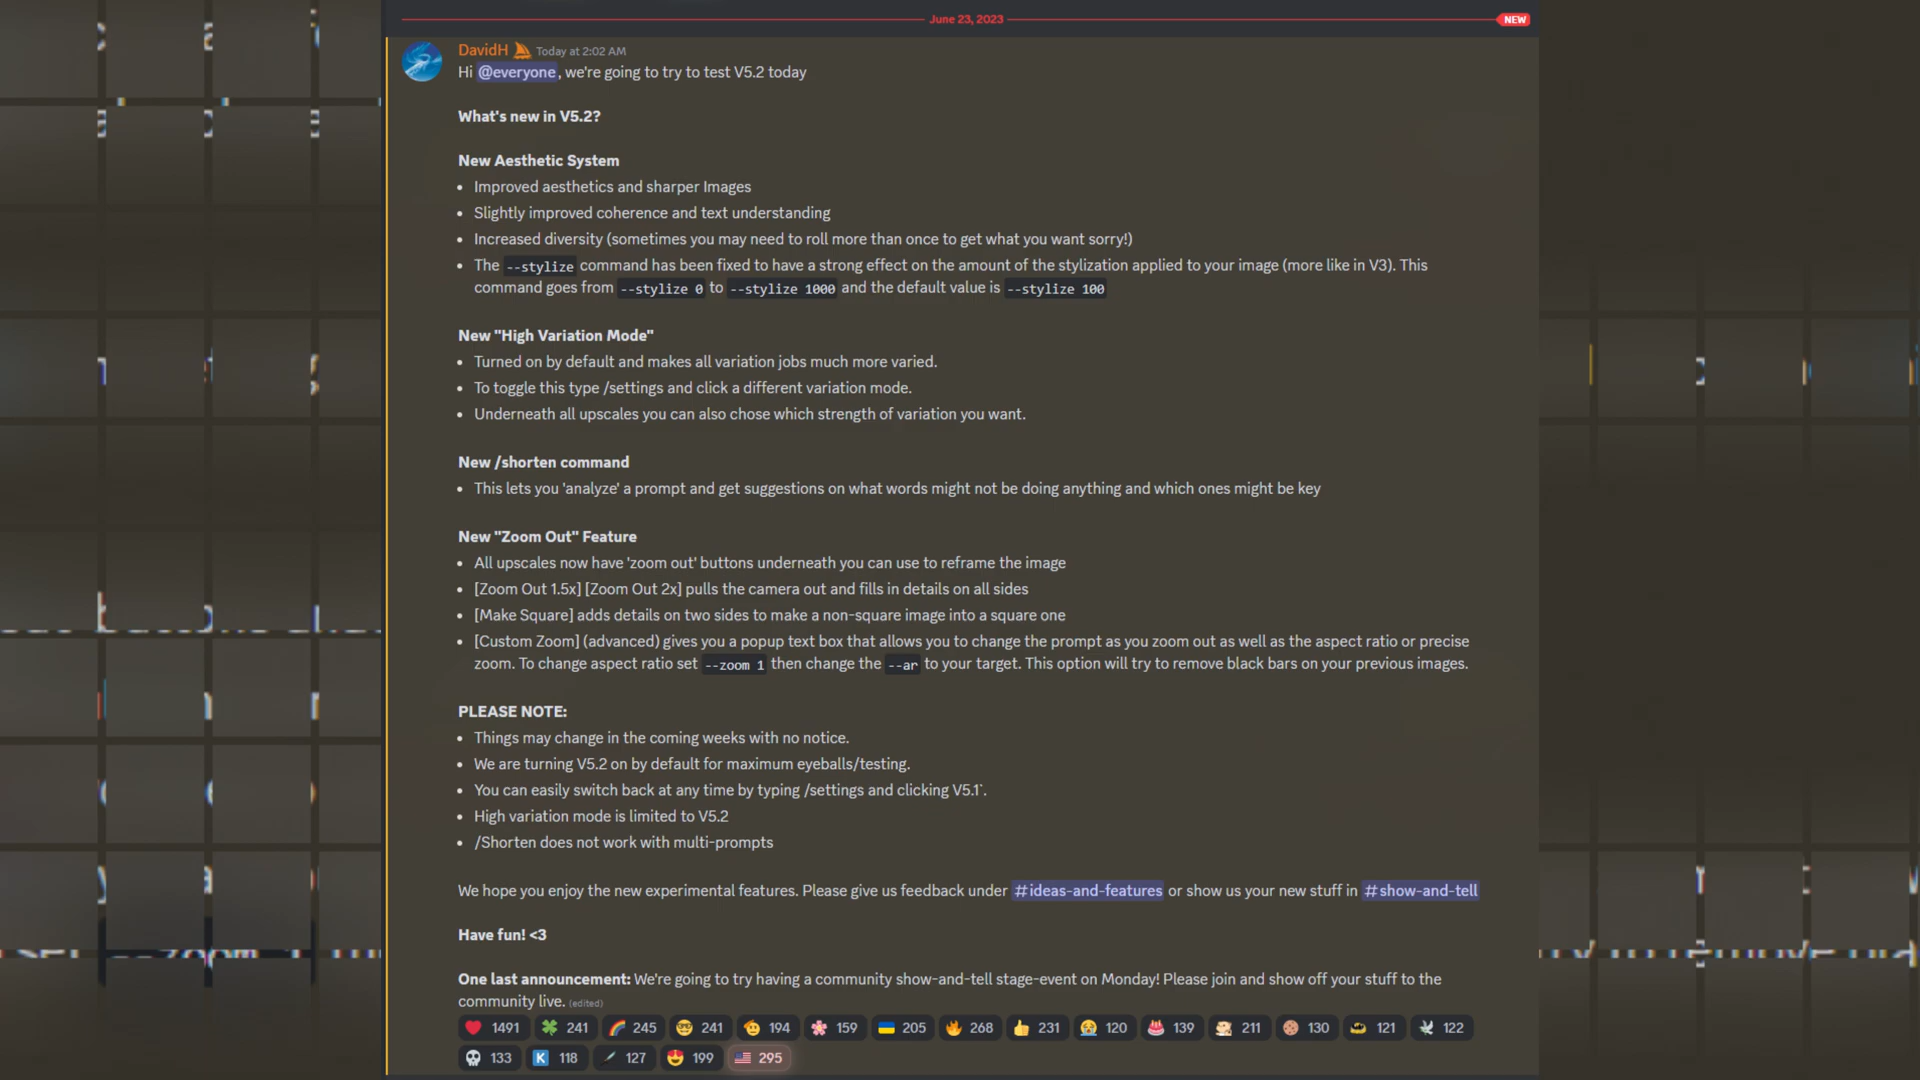 June 23, 2023
NEW
DavidH Today at 2:02 AM
Hi @everyone, we're going to try to test V5.2 today
What's new in V5.2?
New Aesthetic System
• Improved aesthetics and sharper Images
• Slightly improved coherence and text understanding
• Increased diversity (sometimes you may need to roll more than once to get what you want sorry!)
• The --stylize command has been fixed to have a strong effect on the amount of the stylization applied to your image (more like in V3). This
command goes from --stylize 0 to --stylize 1000 and the default value is --stylize 100
New "High Variation Mode"
• Turned on by default and makes all variation jobs much more varied.
• To toggle this type /settings and click a different variation mode.
• Underneath all upscales you can also chose which strength of variation you want.
New /shorten command
• This lets you 'analyze' a prompt and get suggestions on what words might not be doing anything and which ones might be key
New "Zoom Out" Feature
• All upscales now have 'zoom out' buttons underneath you can use to reframe the image
• [Zoom Out 1.5x] [Zoom Out 2x] pulls the camera out and fills in details on all sides
• [Make Square] adds details on two sides to make a non-square image into a square one
• [Custom Zoom] (advanced) gives you a popup text box that allows you to change the prompt as you zoom out as well as the aspect ratio or precise
zoom. To change aspect ratio set --zoom 1 then change the --ar to your target. This option will try to remove black bars on your previous images.
PLEASE NOTE:
• Things may change in the coming weeks with no notice.
• We are turning V5.2 on by default for maximum eyeballs/testing.
• You can easily switch back at any time by typing /settings and clicking V5.1`.
• High variation mode is limited to V5.2
• /Shorten does not work with multi-prompts
We hope you enjoy the new experimental features. Please give us feedback under #ideas-and-features or show us your new stuff in #show-and-tell
Have fun! <3
One last announcement: We're going to try having a community show-and-tell stage-event on Monday! Please join and show off your stuff to the
community live. (edited)
1491 241 245 241 194 159 205 268 231 120 139 211 130 121 122
133 K 118 127 199 295